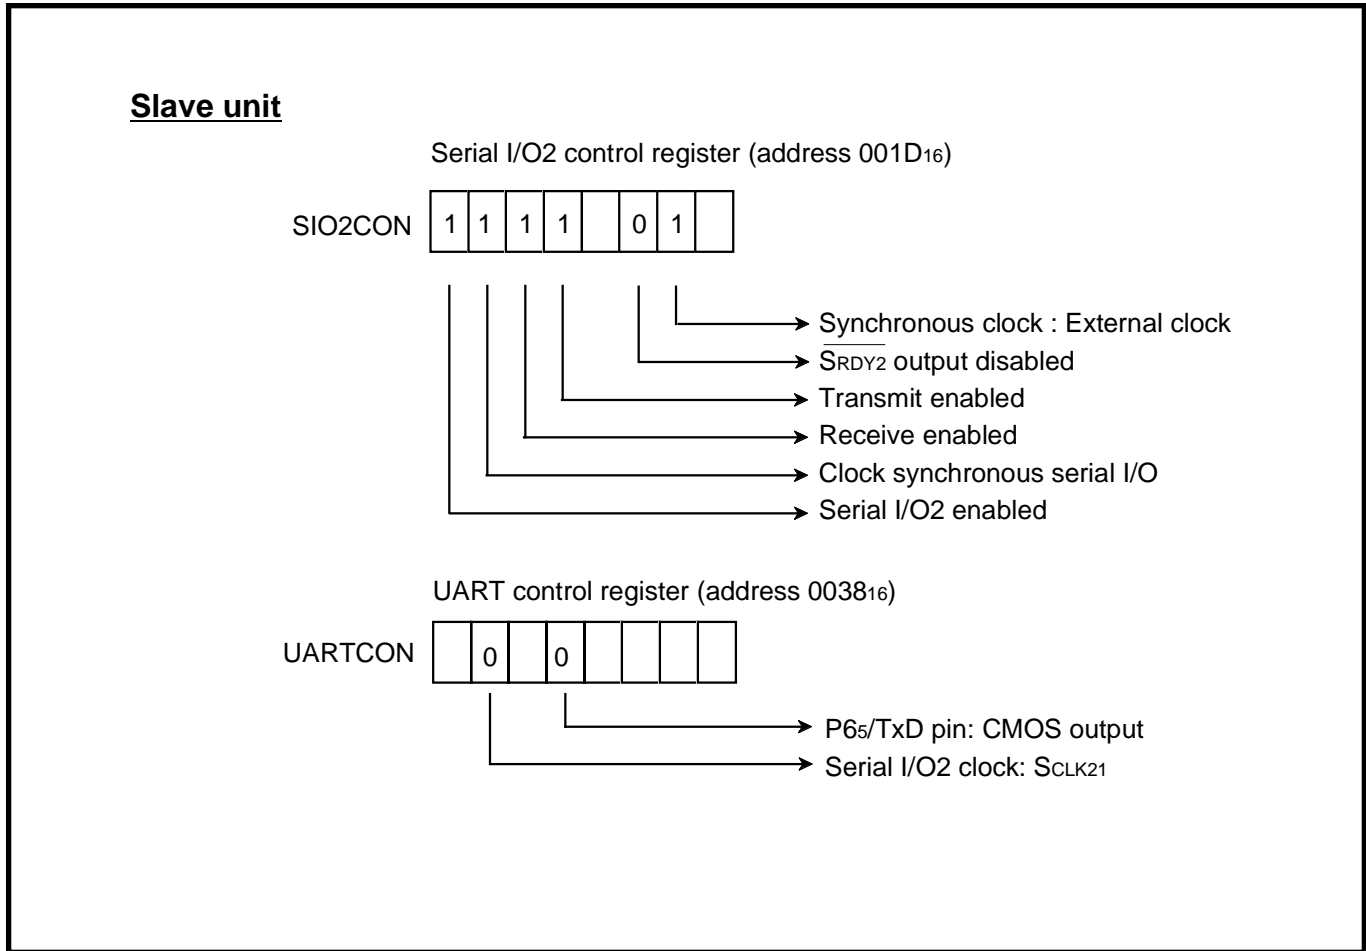 Slave unit
Serial I/O2 control register (address 001D16)
SIO2CON 1 1 1 1 0 1
Synchronous clock : External clock
SRDY2 output disabled
Transmit enabled
Receive enabled
Clock synchronous serial I/O
Serial I/O2 enabled
UART control register (address 003816)
UARTCON 0 0
P65/TxD pin: CMOS output
Serial I/O2 clock: SCLK21